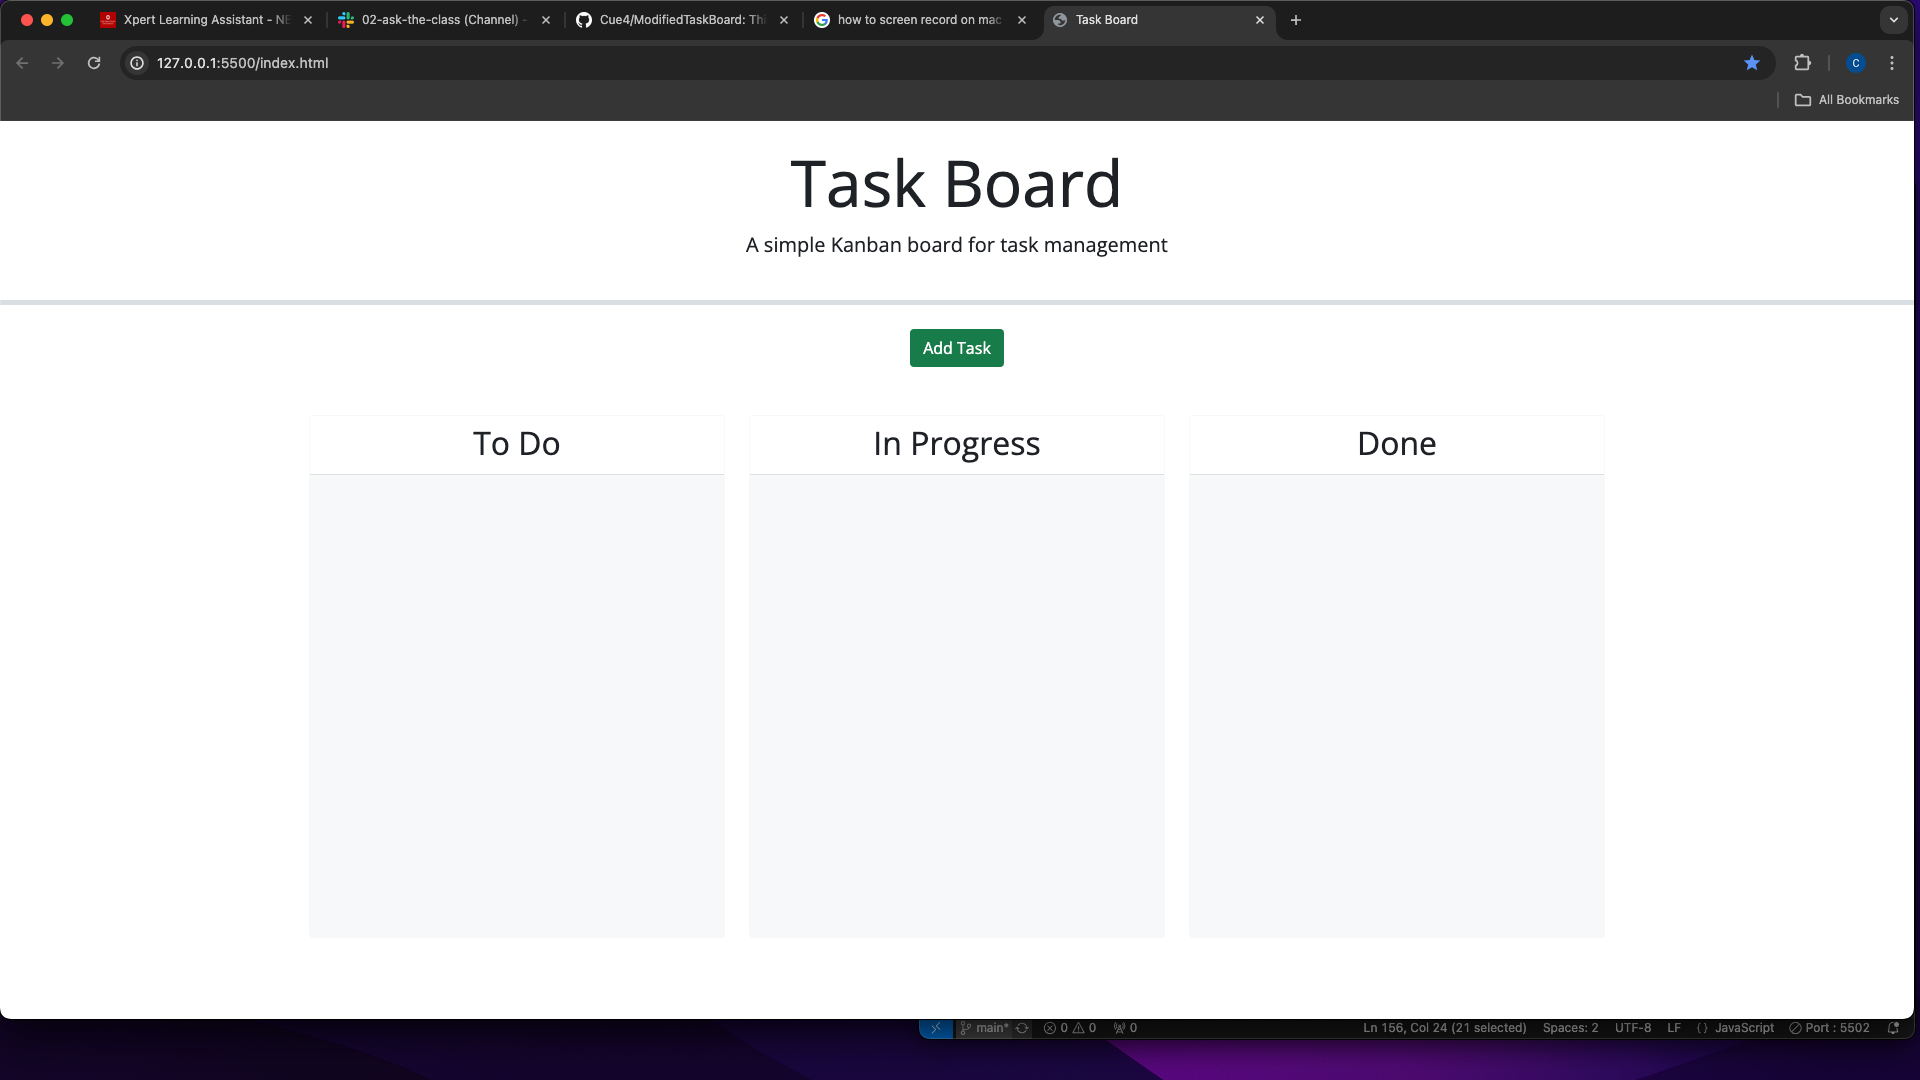 Xpert Learning Assistant - NE
02-ask-the-class (Channel) -
Cue4/ModifiedTaskBoard: Thi
how to screen record on mac
Task Board
127.0.0.1:5500/index.html
C
All Bookmarks
Task Board
A simple Kanban board for task management
Add Task
To Do
In Progress
Done
main* 0 0 0 Ln 156, Col 24 (21 selected) Spaces: 2 UTF-8 LF {} JavaScript Port : 5502